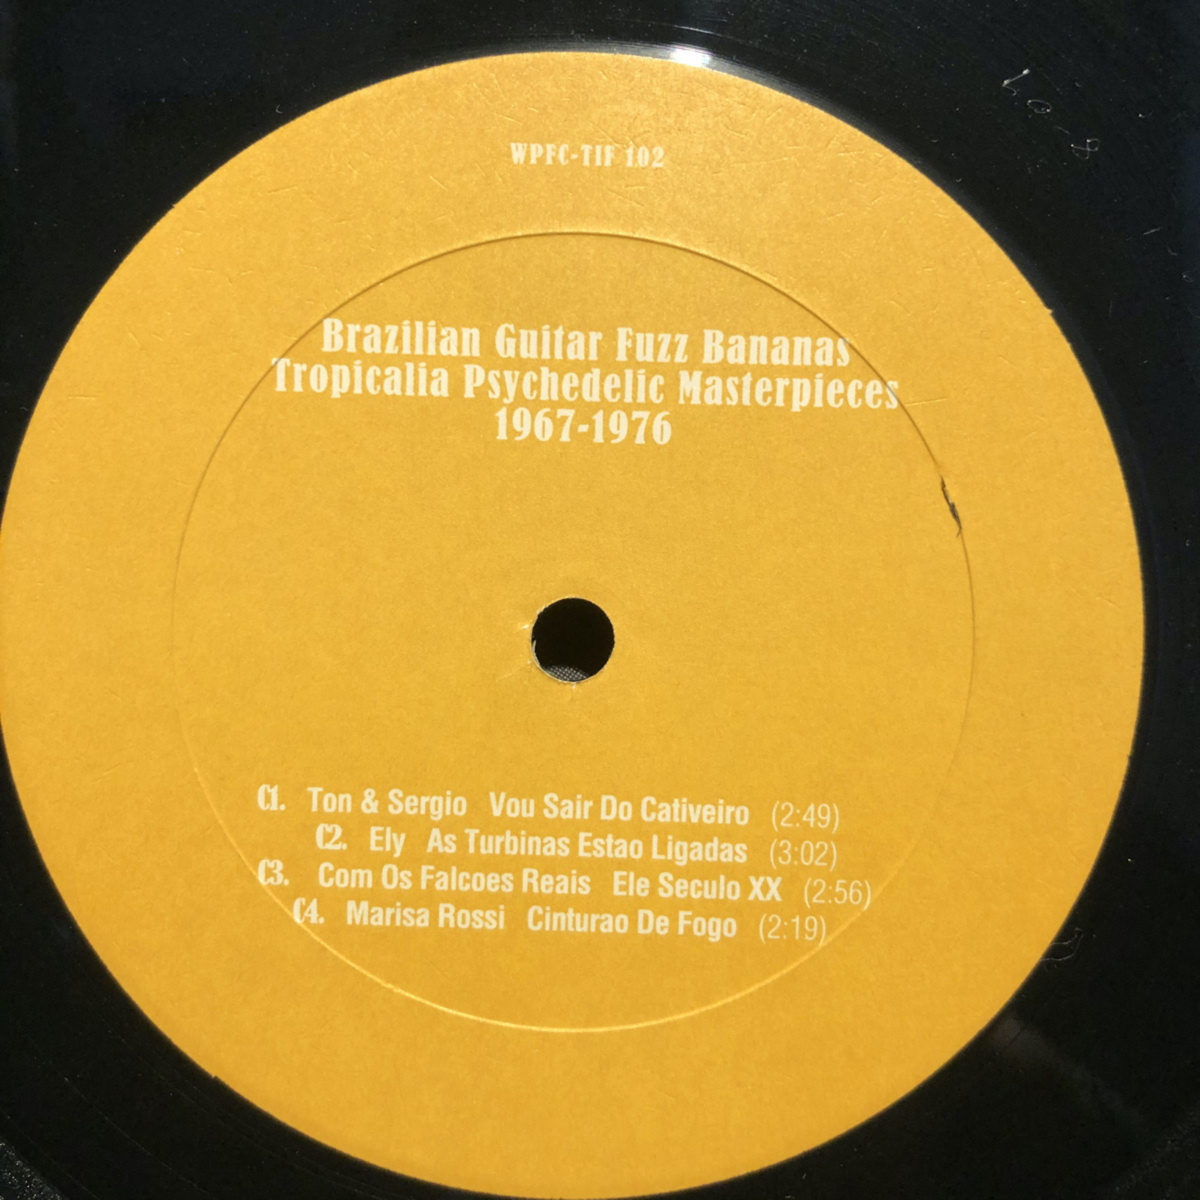 WPFC-TIF 102
Brazilian Guitar Fuzz Bananas
Tropicalia Psychedelic Masterpieces
1967-1976
C1. Ton & Sergio Vou Sair Do Cativeiro (2:49)
C2. Ely As Turbinas Estao Ligadas (3:02)
C3. Com Os Falcoes Reais Ele Seculo XX (2:56)
C4. Marisa Rossi Cinturao De Fogo (2:19)